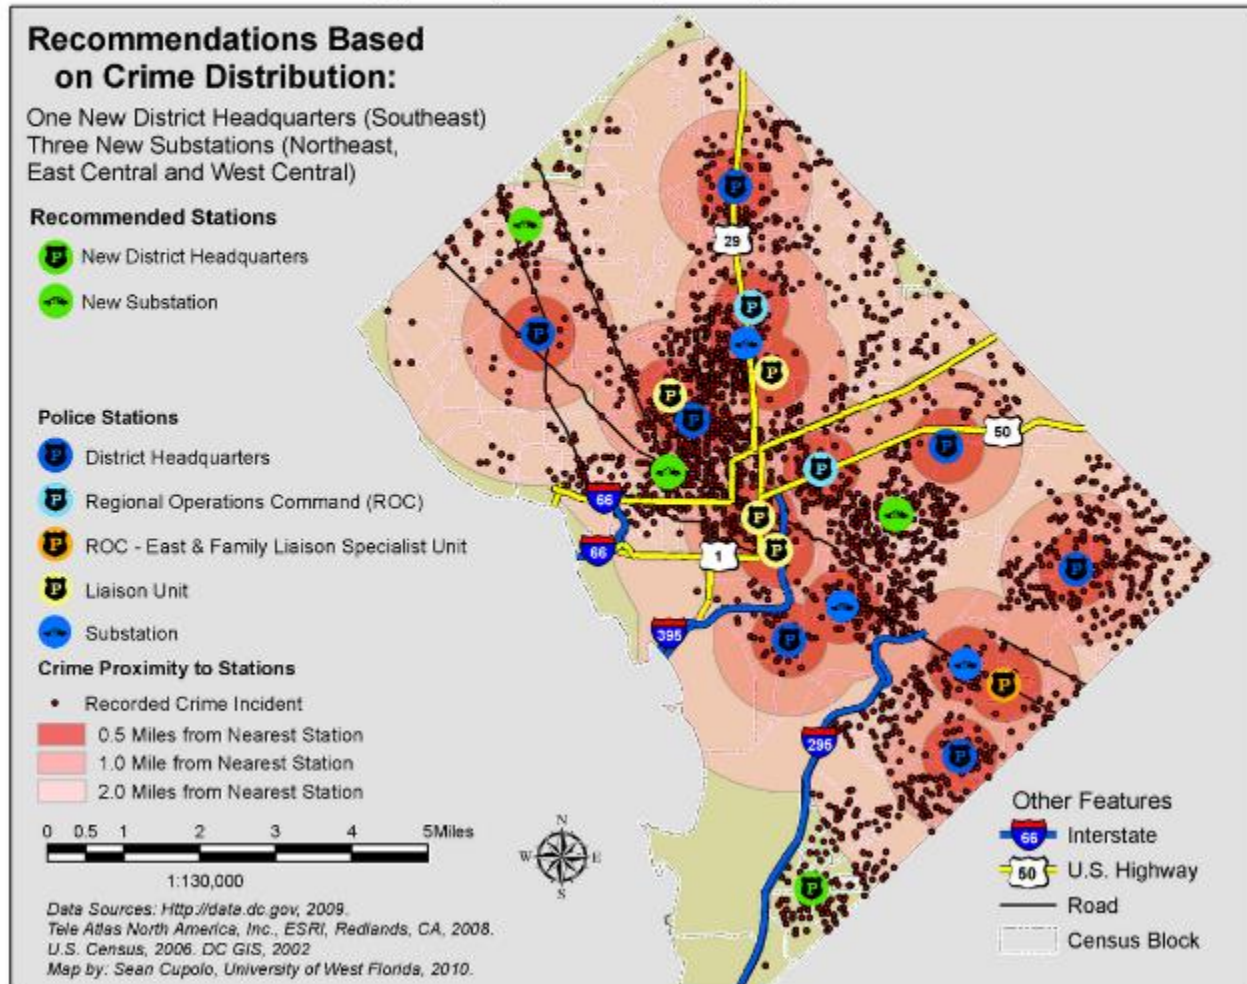 Recommendations Based
on Crime Distribution:
One New District Headquarters (Southeast)
Three New Substations (Northeast,
East Central and West Central)
Recommended Stations
P New District Headquarters
New Substation
Police Stations
P District Headquarters
P Regional Operations Command (ROC)
P ROC - East & Family Liaison Specialist Unit
P Liaison Unit
Substation
Crime Proximity to Stations
Recorded Crime Incident
0.5 Miles from Nearest Station
1.0 Mile from Nearest Station
2.0 Miles from Nearest Station
0 0.5 1 2 3 4 5 Miles
1:130,000
Data Sources: Http://data.dc.gov, 2009.
Tele Atlas North America, Inc., ESRI, Redlands, CA, 2008.
U.S. Census, 2006. DC GIS, 2002
Map by: Sean Cupolo, University of West Florida, 2010.
N
W E
S
P
29
P
P
P
P
P
P
50
P
66
P
66
1
P
P
395
P
P
295
P
P
Other Features
66 Interstate
50 U.S. Highway
Road
Census Block